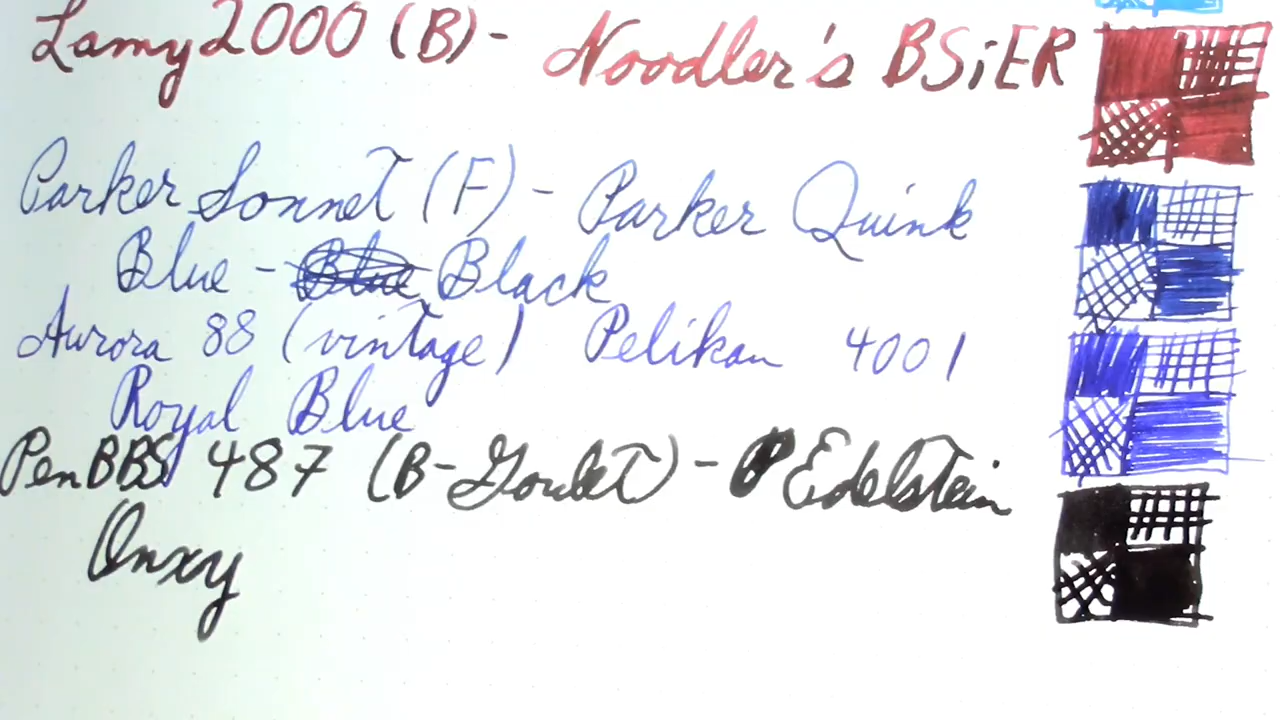 Lamy 2000 (B) - Noodler's BSiER
Parker Sonnet (F) - Parker Quink
Blue - Blue Black
Aurora 88 (vintage) Pelikan 4001
Royal Blue
PenBBS 487 (B-Goulet) - P Edelstein
Onxy